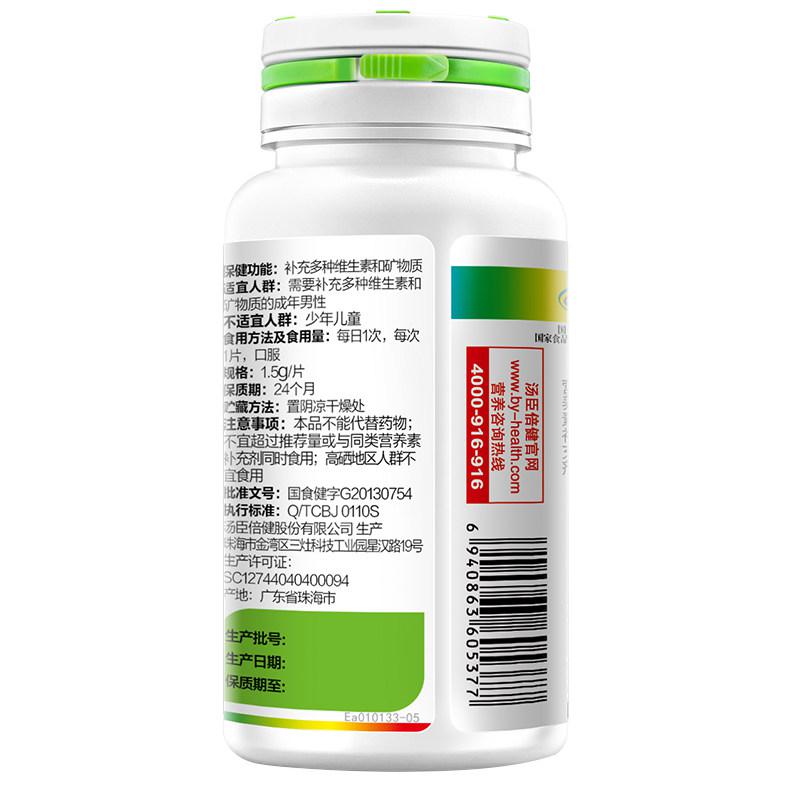 保健功能：补充多种维生素和矿物质
适宜人群：需要补充多种维生素和
矿物质的成年男性
不适宜人群：少年儿童
食用方法及食用量：每日1次，每次
1片，口服
规格：1.5g/片
保质期：24个月
贮藏方法：置阴凉干燥处
注意事项：本品不能代替药物；
不宜超过推荐量或与同类营养素
补充剂同时食用；高硒地区人群不
宜食用
批准文号：国食健字G20130754
执行标准：Q/TCBJ 0110S
汤臣倍健股份有限公司 生产
珠海市金湾区三灶科技工业园星汉路19号
生产许可证：
SC12744040400094
产地：广东省珠海市
生产批号：
生产日期：
保质期至：
Ea010133-05
国
国家食品
汤臣倍健官网
www.by-health.com
营养咨询热线
4000-916-916
6 940863 605377